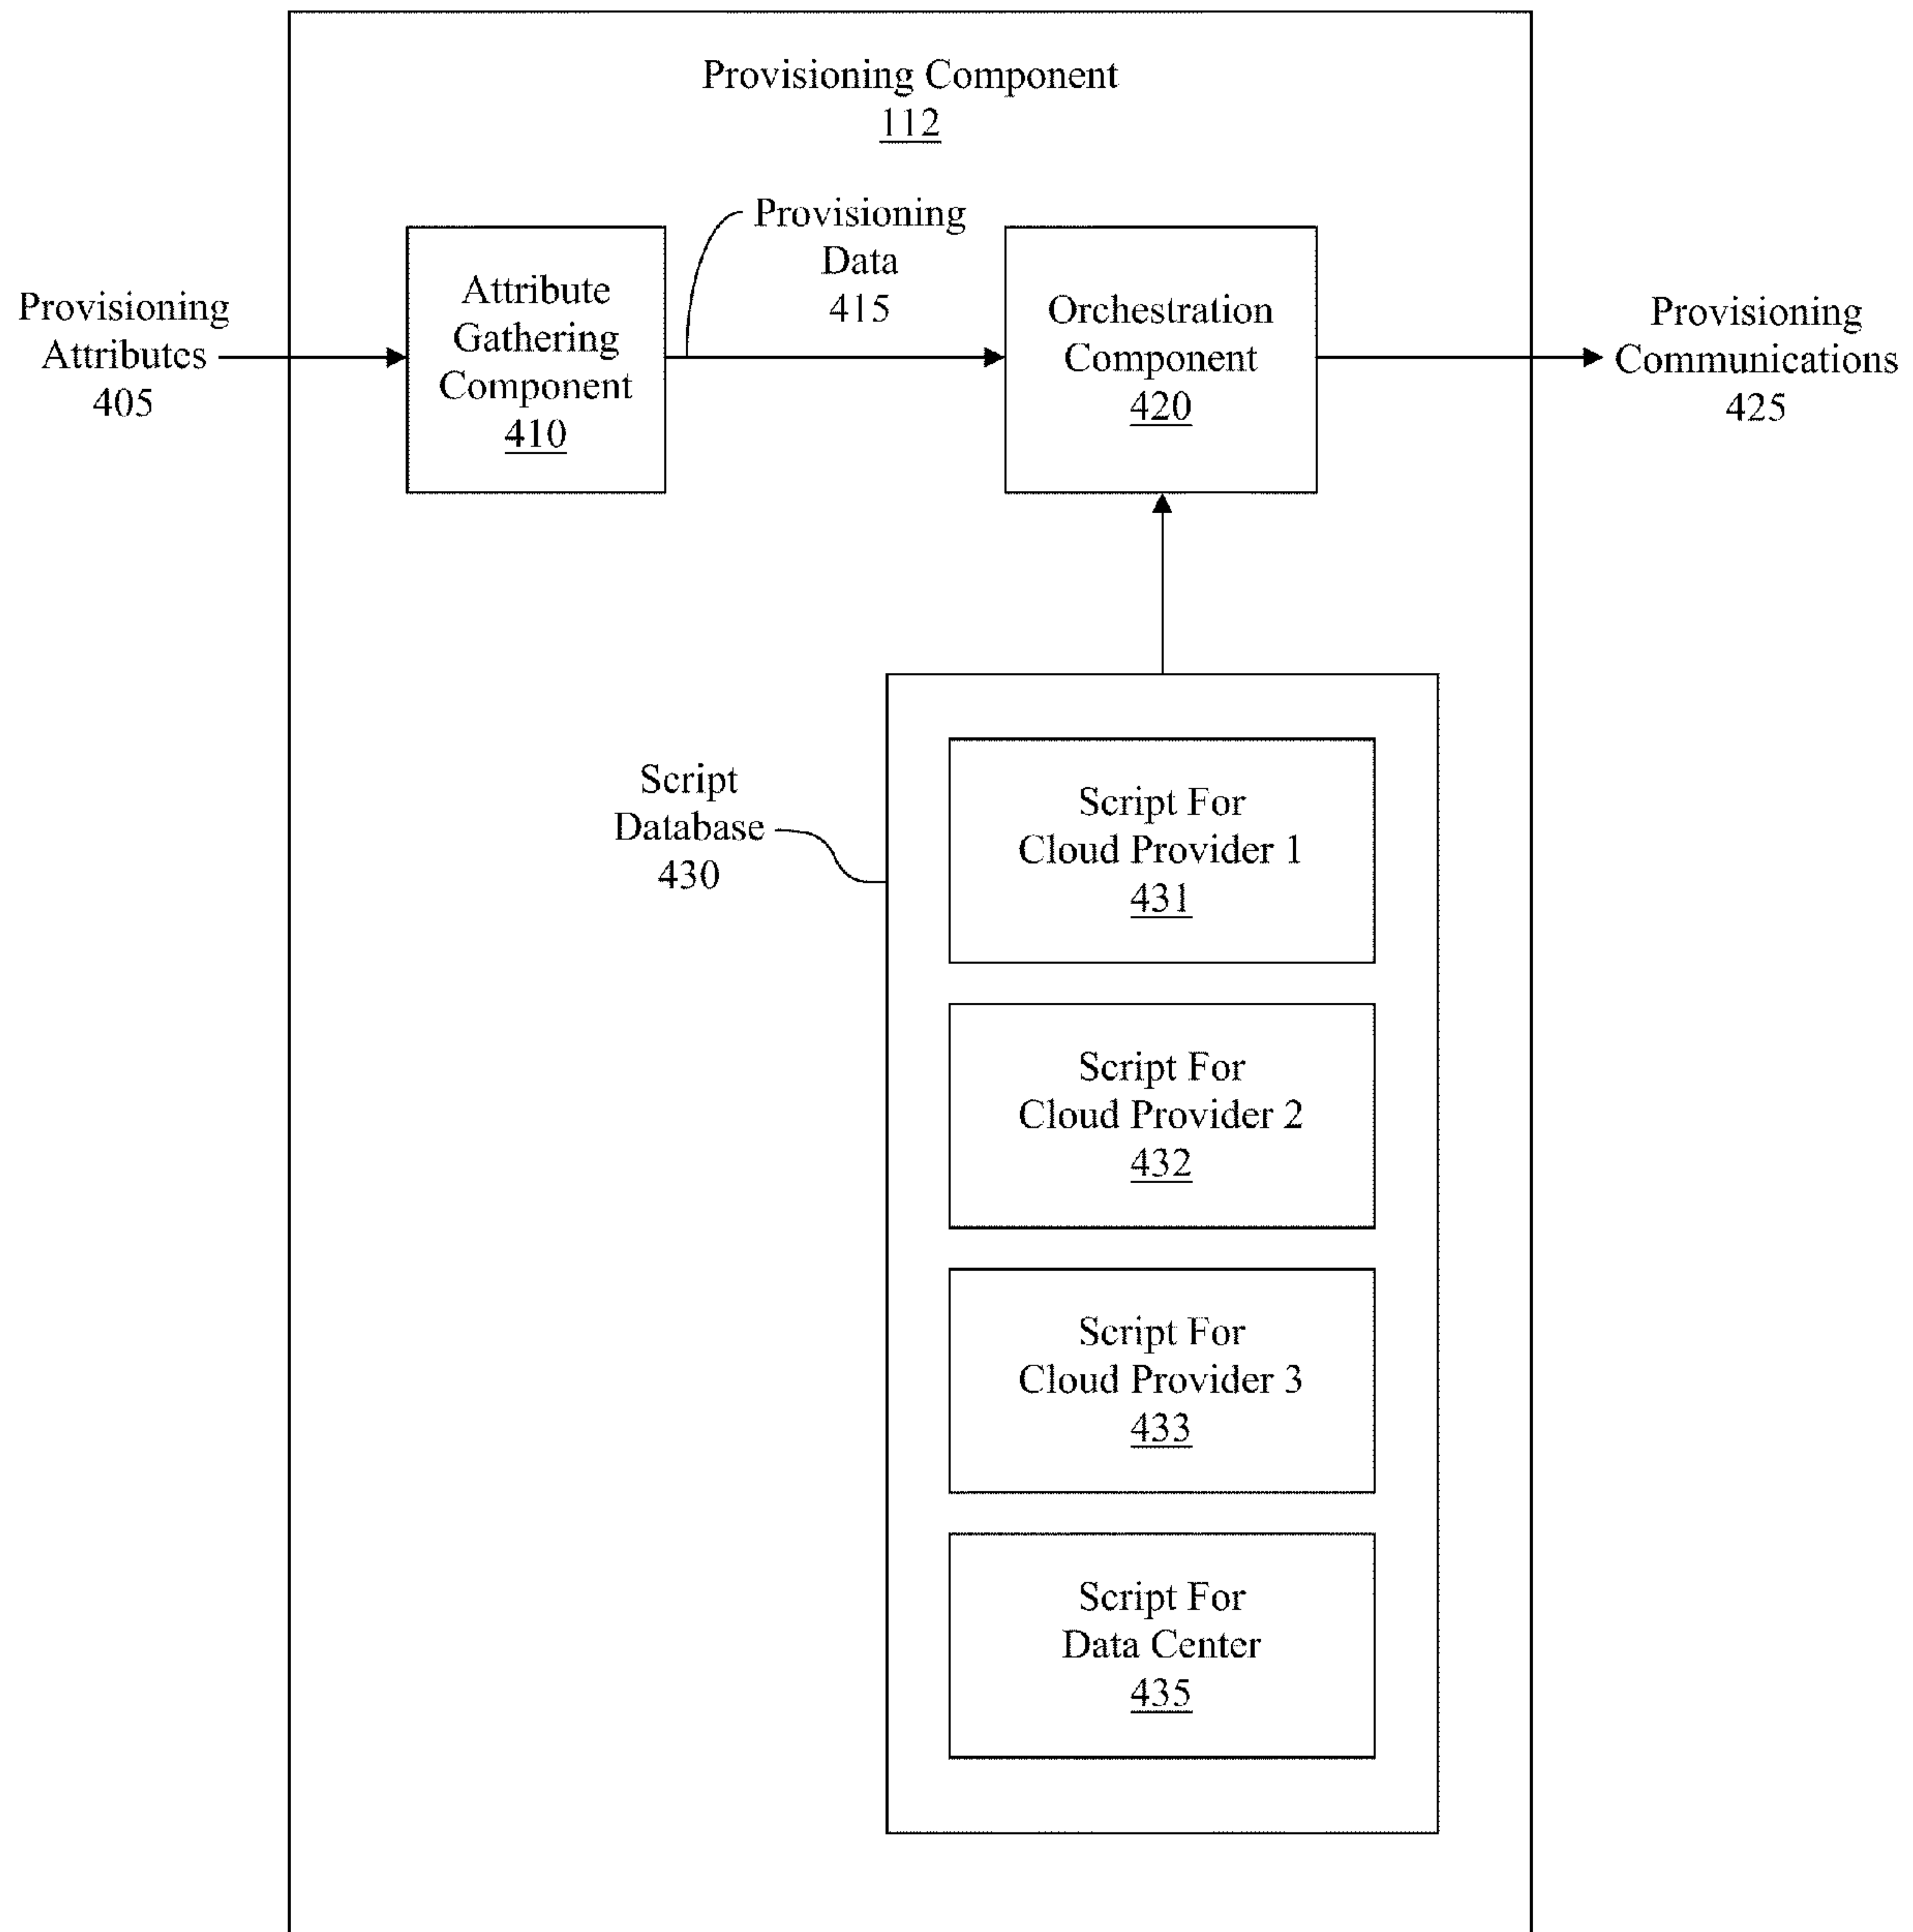 Provisioning Component
112
Provisioning
Attributes
405
Attribute
Gathering
Component
410
Provisioning
Data
415
Orchestration
Component
420
Provisioning
Communications
425
Script
Database
430
Script For
Cloud Provider 1
431
Script For
Cloud Provider 2
432
Script For
Cloud Provider 3
433
Script For
Data Center
435